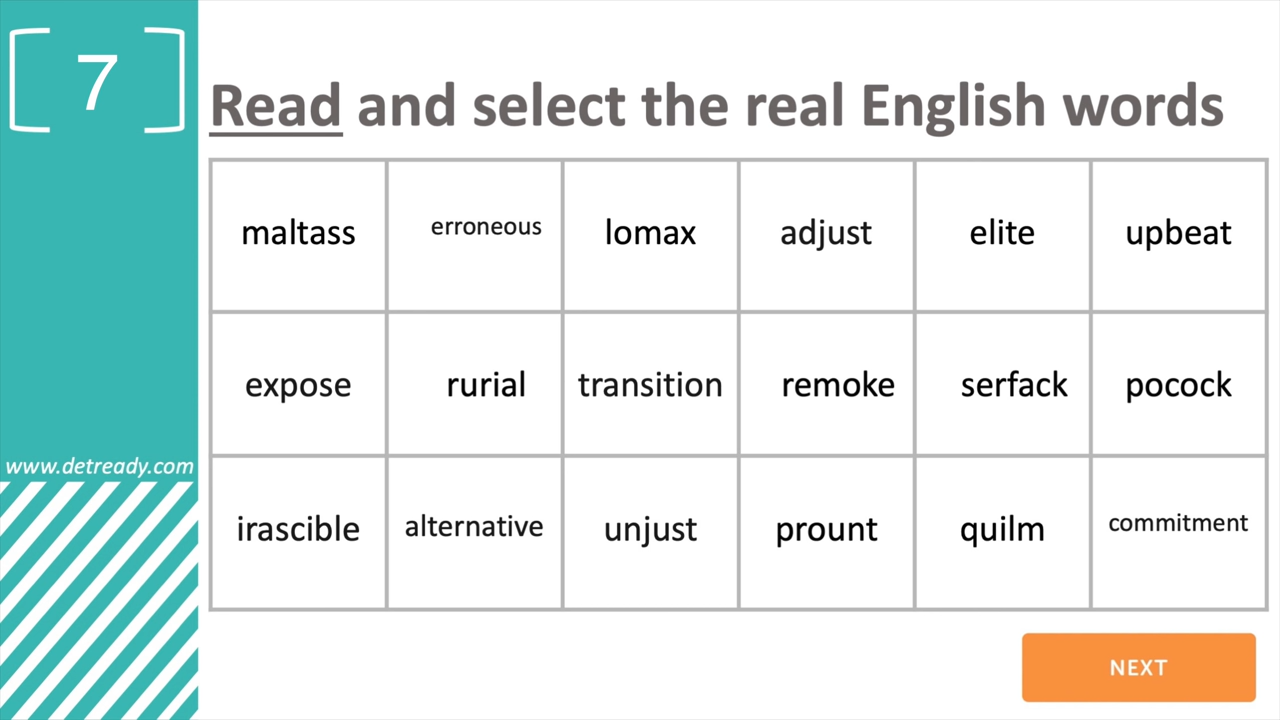 7
Read and select the real English words
maltass erroneous lomax adjust elite upbeat
expose rurial transition remoke serfack pocock
www.detready.com
irascible alternative unjust prount quilm commitment
NEXT